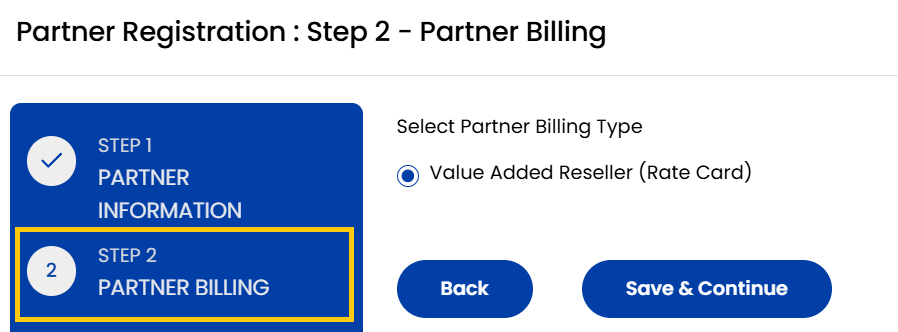 Partner Registration : Step 2 - Partner Billing
STEP 1
PARTNER
INFORMATION
2
STEP 2
PARTNER BILLING
Select Partner Billing Type
Value Added Reseller (Rate Card)
Back
Save & Continue